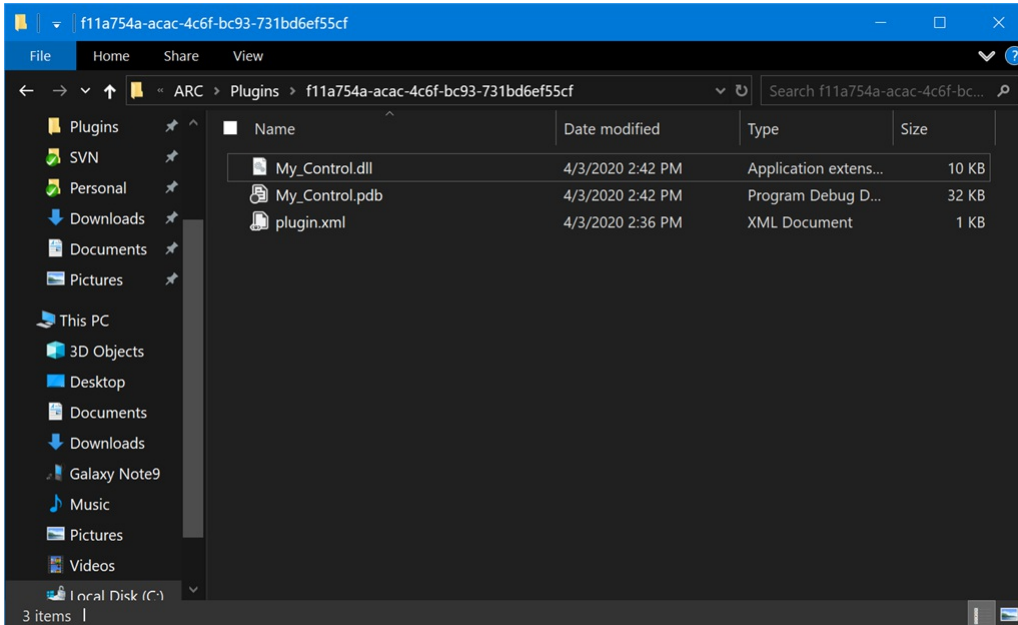 f11a754a-acac-4c6f-bc93-731bd6ef55cf
File Home Share View ?
« ARC > Plugins > f11a754a-acac-4c6f-bc93-731bd6ef55cf Search f11a754a-acac-4c6f-bc...
Plugins
SVN
Personal
Downloads
Documents
Pictures
This PC
3D Objects
Desktop
Documents
Downloads
Galaxy Note9
Music
Pictures
Videos
Local Disk (C:)
Name Date modified Type Size
My_Control.dll 4/3/2020 2:42 PM Application extens... 10 KB
My_Control.pdb 4/3/2020 2:42 PM Program Debug D... 32 KB
plugin.xml 4/3/2020 2:36 PM XML Document 1 KB
3 items